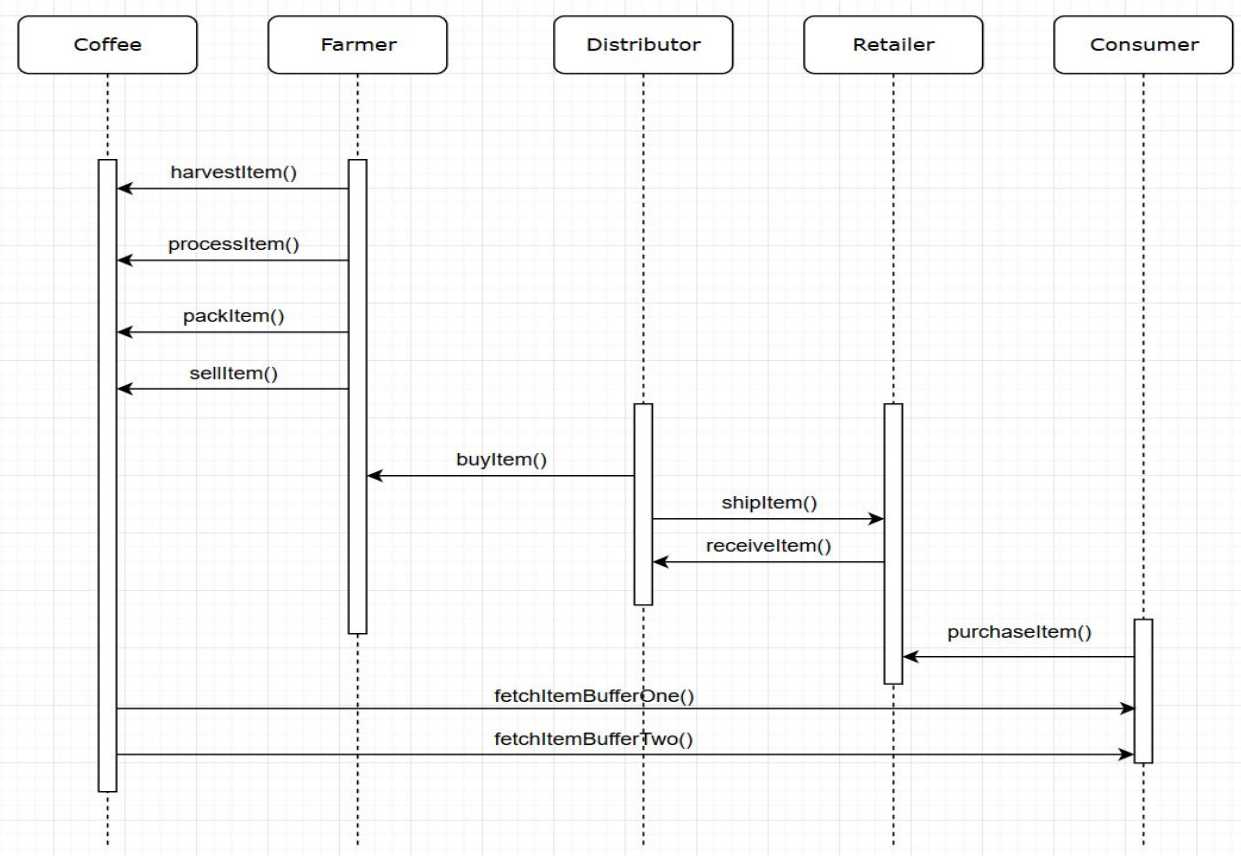 Coffee
Farmer
Distributor
Retailer
Consumer
harvestItem()
processItem()
packItem()
sellItem()
buyItem()
shipItem()
receiveItem()
purchaseItem()
fetchItemBufferOne()
fetchItemBufferTwo()